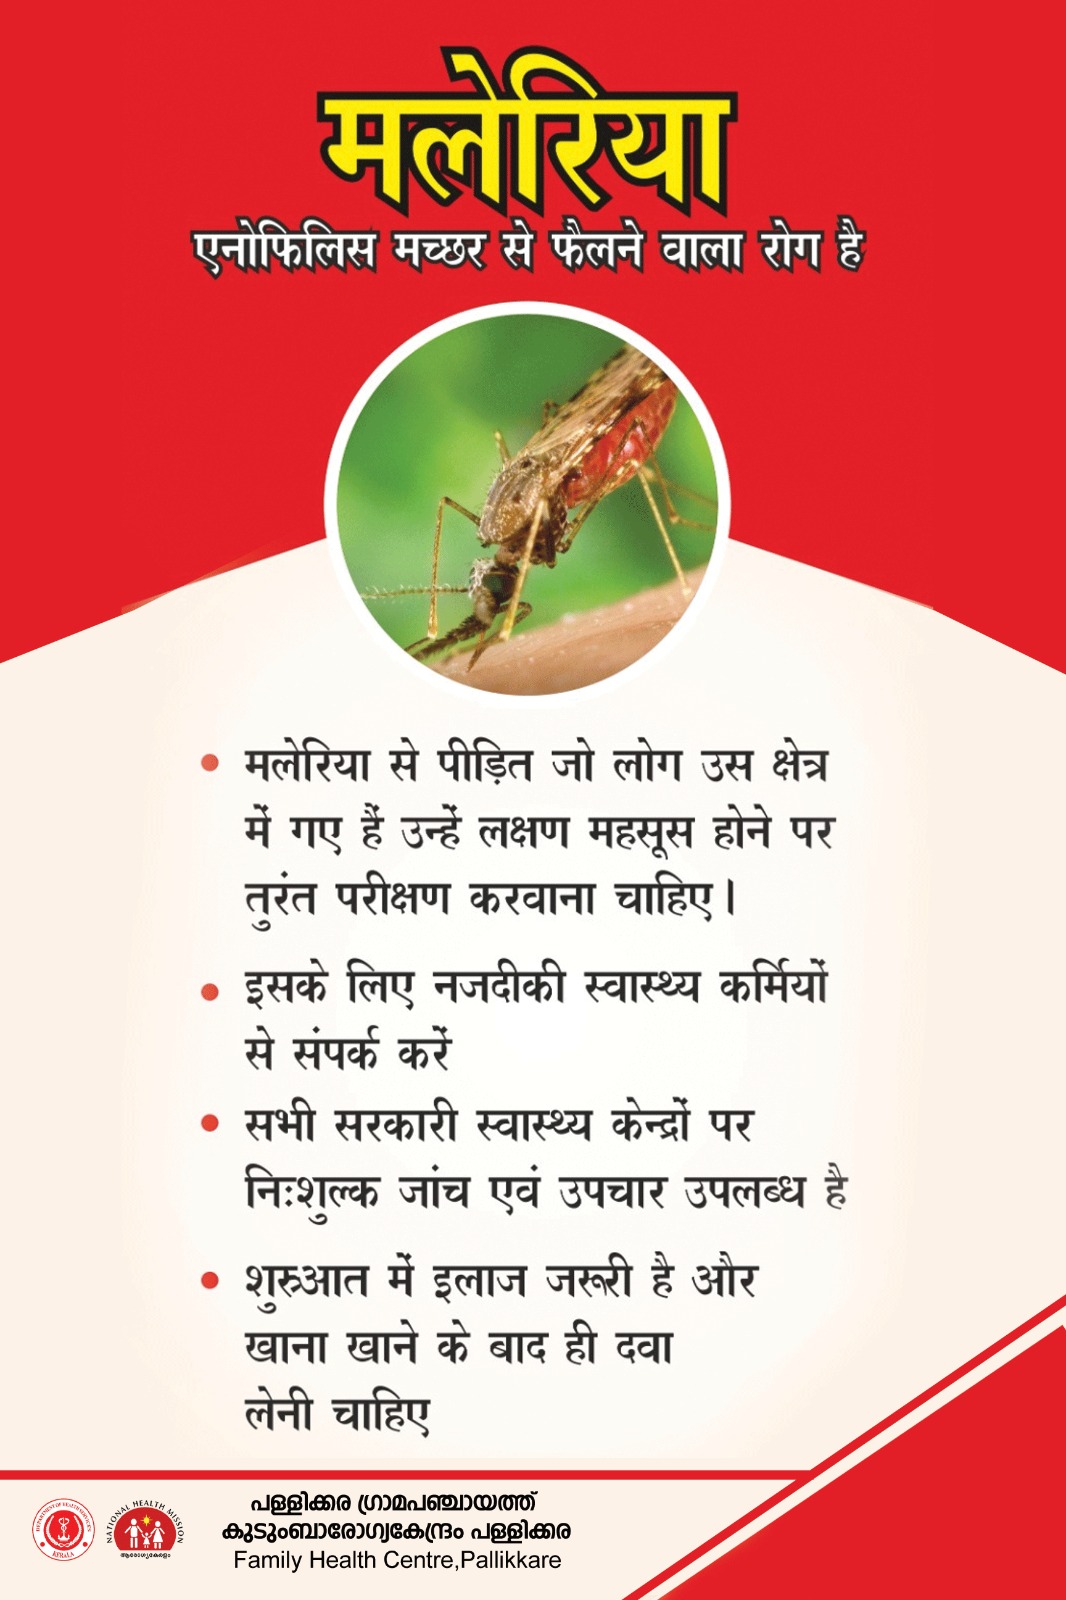 मलेरिया
एनोफिलिस मच्छर से फैलने वाला रोग है
• मलेरिया से पीड़ित जो लोग उस क्षेत्र
में गए हैं उन्हें लक्षण महसूस होने पर
तुरंत परीक्षण करवाना चाहिए।
• इसके लिए नजदीकी स्वास्थ्य कर्मियों
से संपर्क करें
• सभी सरकारी स्वास्थ्य केन्द्रों पर
निःशुल्क जांच एवं उपचार उपलब्ध है
• शुरुआत में इलाज जरूरी है और
खाना खाने के बाद ही दवा
लेनी चाहिए
DEPARTMENT OF HEALTH SERVICES
KERALA
NATIONAL HEALTH MISSION
ആരോഗ്യകേരളം
പള്ളിക്കര ഗ്രാമപഞ്ചായത്ത്
കുടുംബാരോഗ്യകേന്ദ്രം പള്ളിക്കര
Family Health Centre,Pallikkare